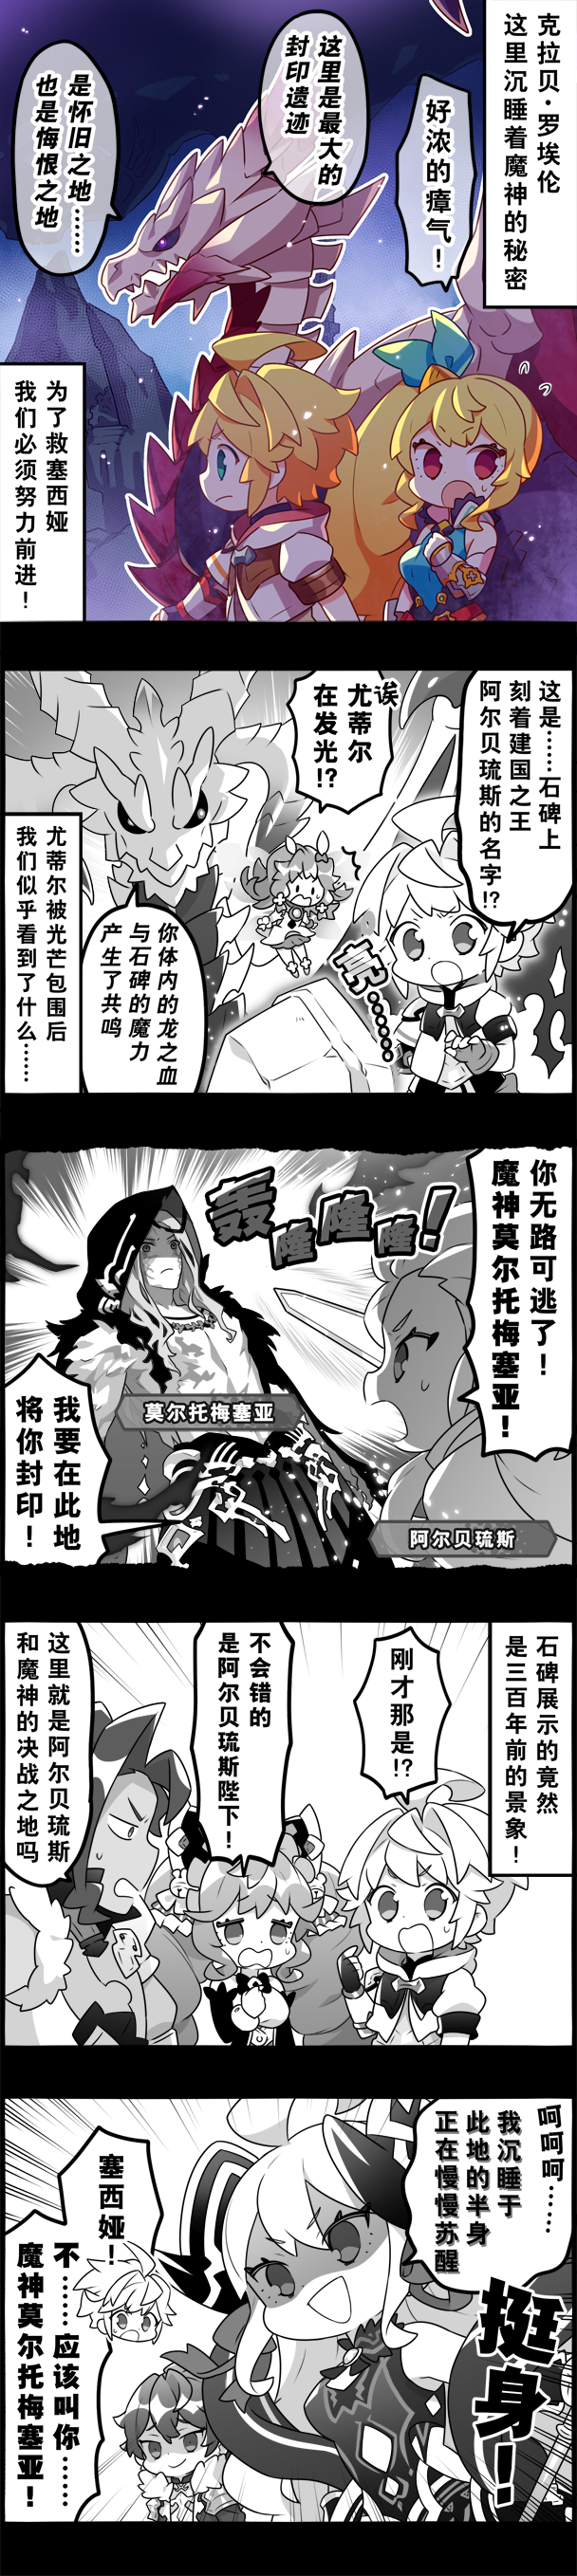 克拉贝·罗埃伦
这里沉睡着魔神的秘密
好浓的瘴气！
这里是最大的
封印遗迹
是怀旧之地……
也是悔恨之地
为了救塞西娅
我们必须努力前进！
这是……石碑上
刻着建国之王
阿尔贝琉斯的名字!?
诶
尤蒂尔
在发光!?
亮……
你体内的龙之血
与石碑的魔力
产生了共鸣
尤蒂尔被光芒包围后
我们似乎看到了什么……
你无路可逃了！
魔神莫尔托梅塞亚！
轰隆隆隆！
莫尔托梅塞亚
阿尔贝琉斯
我要在此地
将你封印！
石碑展示的竟然
是三百年前的景象！
刚才那是!?
不会错的
是阿尔贝琉斯陛下！
这里就是阿尔贝琉斯
和魔神的决战之地吗
呵呵呵……
我沉睡于
此地的半身
正在慢慢苏醒
挺身！
塞西娅！
不……应该叫你……
魔神莫尔托梅塞亚！